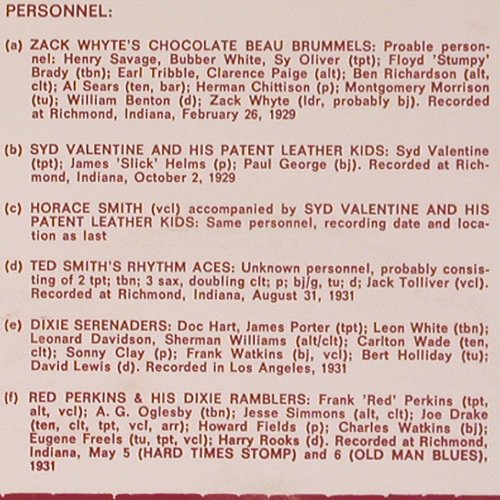 PERSONNEL:
(a) ZACK WHYTE'S CHOCOLATE BEAU BRUMMELS: Proable person-
nel: Henry Savage, Bubber White, Sy Oliver (tpt); Floyd 'Stumpy'
Brady (tbn); Earl Tribble, Clarence Paige (alt); Ben Richardson (alt,
clt); Al Sears (ten, bar); Herman Chittison (p); Montgomery Morrison
(tu); William Benton (d); Zack Whyte (ldr, probably bj). Recorded
at Richmond, Indiana, February 26, 1929
(b) SYD VALENTINE AND HIS PATENT LEATHER KIDS: Syd Valentine
(tpt); James 'Slick' Helms (p); Paul George (bj). Recorded at Rich-
mond, Indiana, October 2, 1929
(c) HORACE SMITH (vcl) accompanied by SYD VALENTINE AND HIS
PATENT LEATHER KIDS: Same personnel, recording date and loca-
tion as last
(d) TED SMITH'S RHYTHM ACES: Unknown personnel, probably consis-
ting of 2 tpt; tbn; 3 sax, doubling clt; p; bj/g, tu; d; Jack Tolliver (vcl).
Recorded at Richmond, Indiana, August 31, 1931
(e) DIXIE SERENADERS: Doc Hart, James Porter (tpt); Leon White (tbn);
Leonard Davidson, Sherman Williams (alt/clt); Carlton Wade (ten,
clt); Sonny Clay (p); Frank Watkins (bj, vcl); Bert Holliday (tu);
David Lewis (d). Recorded in Los Angeles, 1931
(f) RED PERKINS & HIS DIXIE RAMBLERS: Frank 'Red' Perkins (tpt,
alt, vcl); A. G. Oglesby (tbn); Jesse Simmons (alt, clt); Joe Drake
(ten, clt, tpt, vcl, arr); Howard Fields (p); Charles Watkins (bj);
Eugene Freels (tu, tpt, vcl); Harry Rooks (d). Recorded at Richmond,
Indiana, May 5 (HARD TIMES STOMP) and 6 (OLD MAN BLUES),
1931